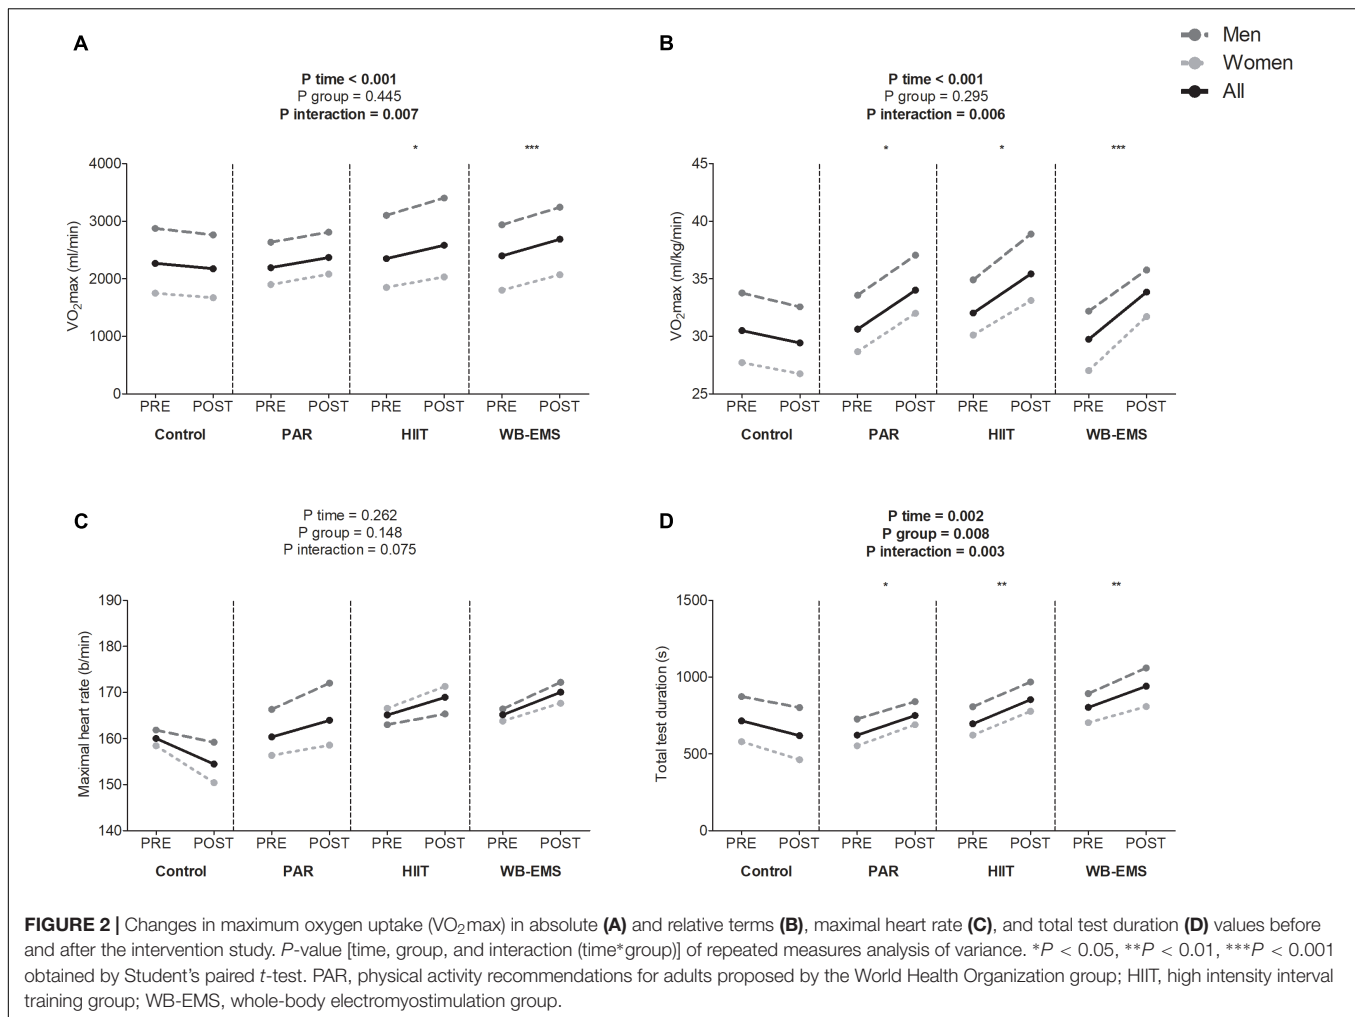 A
P time < 0.001
P group = 0.445
P interaction = 0.007
* ***
4000
3000
2000
1000
0
VO2max (ml/min)
PRE POST PRE POST PRE POST PRE POST
Control PAR HIIT WB-EMS
B
P time < 0.001
P group = 0.295
P interaction = 0.006
* * ***
45
40
35
30
25
VO2max (ml/kg/min)
PRE POST PRE POST PRE POST PRE POST
Control PAR HIIT WB-EMS
Men
Women
All
C
P time = 0.262
P group = 0.148
P interaction = 0.075
190
180
170
160
150
140
Maximal heart rate (b/min)
PRE POST PRE POST PRE POST PRE POST
Control PAR HIIT WB-EMS
D
P time = 0.002
P group = 0.008
P interaction = 0.003
* ** **
1500
1000
500
0
Total test duration (s)
PRE POST PRE POST PRE POST PRE POST
Control PAR HIIT WB-EMS
FIGURE 2 | Changes in maximum oxygen uptake (VO2max) in absolute (A) and relative terms (B), maximal heart rate (C), and total test duration (D) values before
and after the intervention study. P-value [time, group, and interaction (time*group)] of repeated measures analysis of variance. *P < 0.05, **P < 0.01, ***P < 0.001
obtained by Student's paired t-test. PAR, physical activity recommendations for adults proposed by the World Health Organization group; HIIT, high intensity interval
training group; WB-EMS, whole-body electromyostimulation group.